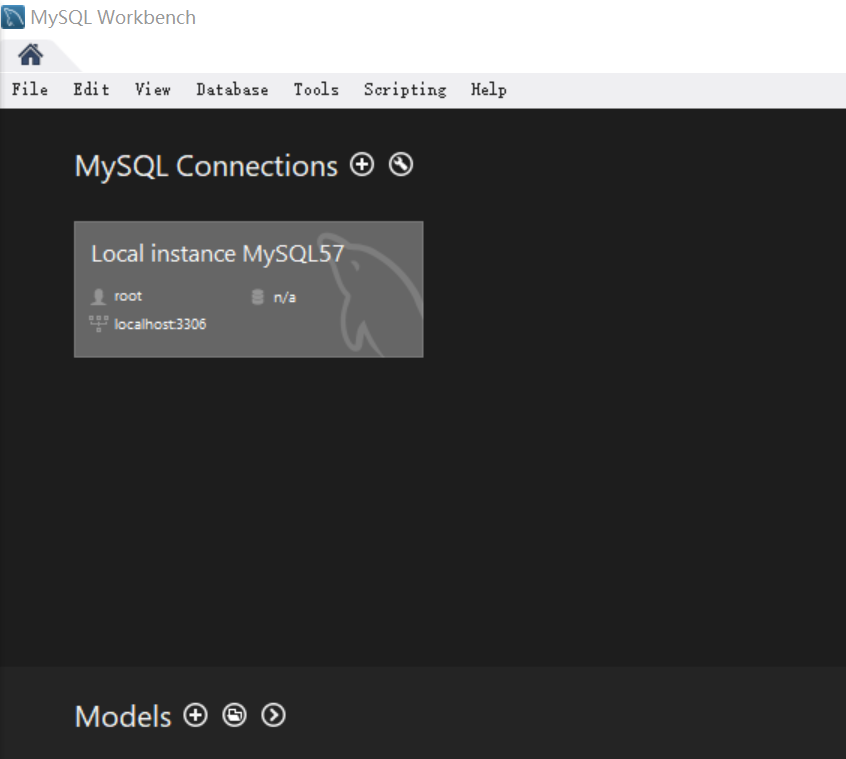 MySQL Workbench
File Edit View Database Tools Scripting Help
MySQL Connections
Local instance MySQL57
root n/a
localhost:3306
Models